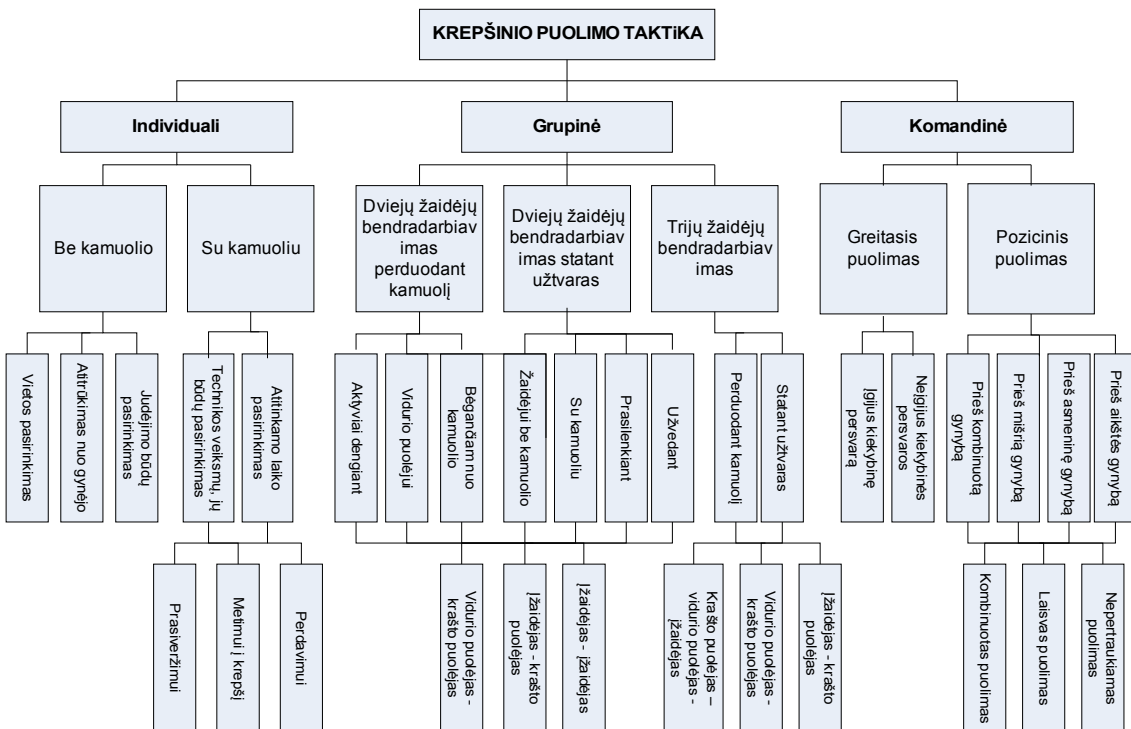 KREPŠINIO PUOLIMO TAKTiKA
Individuali
Grupinė
Komandinė
Be kamuolio
Su kamuoliu
Dviejų žaidėjų
bendradarbiav
imas
perduodant
kamuolį
Dviejų žaidėjų
bendradarbiav
imas statant
užtvaras
Trijų žaidėjų
bendradarbiav
imas
Greitasis
puolimas
Pozicinis
puolimas
Vietos pasirinkimas
Atitrūkimas nuo gynėjo
Judėjimo būdų
pasirinkimas
Technikos veiksmų, jų
būdų pasirinkimas
Atitinkamo laiko
pasirinkimas
Aktyviai dengiant
Vidurio puolėjui
Bėgančiam nuo
kamuolio
Žaidėjui be kamuolio
Su kamuoliu
Prasilenkiant
Užvedant
Perduodant kamuolį
Statant užtvaras
Įgijus kiekybinę
persvarą
Neįgijus kiekybinės
persvaros
Prieš kombinuotą
gynybą
Prieš mišrią gynybą
Prieš asmeninę gynybą
Prieš aikštės gynybą
Prasiveržimui
Metimui į krepšį
Perdavimui
Vidurio puolėjas -
krašto puolėjas
Įžaidėjas - krašto
puolėjas
Įžaidėjas - įžaidėjas
Krašto puolėjas –
vidurio puolėjas -
įžaidėjas
Vidurio puolėjas -
krašto puolėjas
Įžaidėjas - krašto
puolėjas
Kombinuotas puolimas
Laisvas puolimas
Nepertraukiamas
puolimas